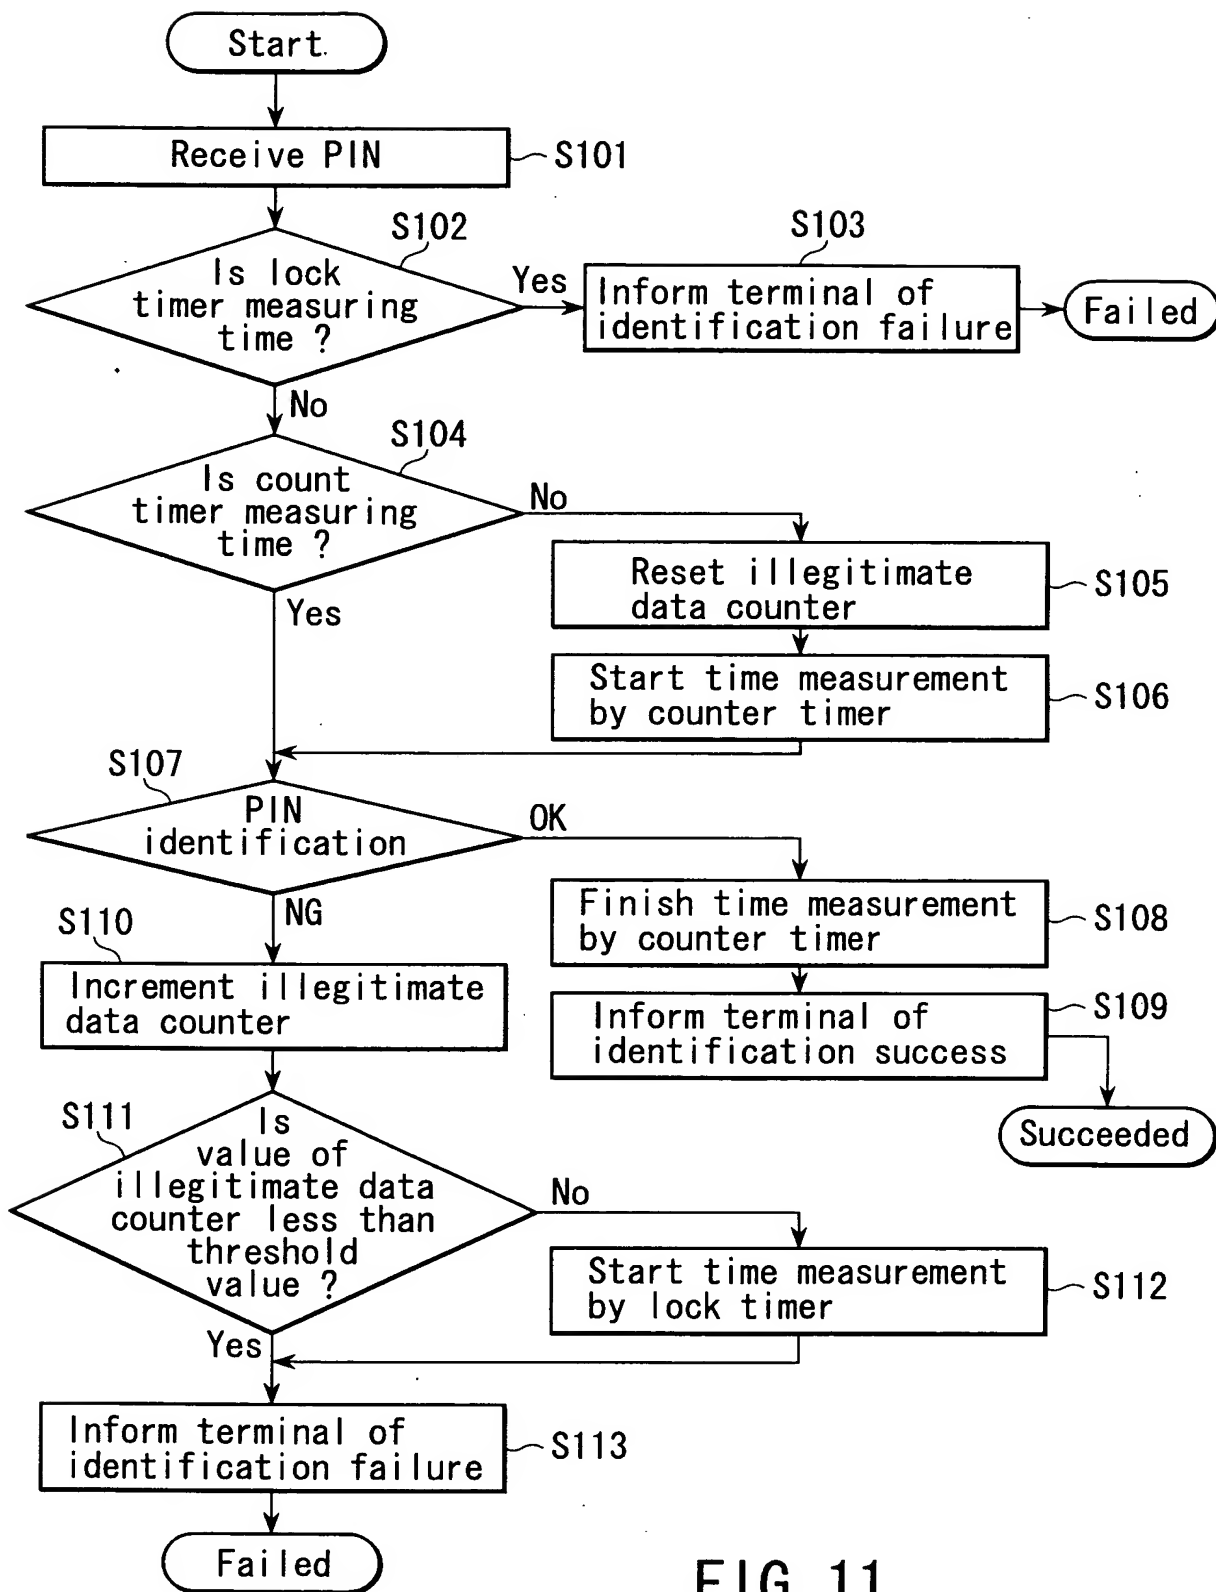 Start
Receive PIN
S101
S102
Is lock
timer measuring
time ?
Yes
S103
Inform terminal of
identification failure
Failed
No
S104
Is count
timer measuring
time ?
No
Reset illegitimate
data counter
S105
Yes
Start time measurement
by counter timer
S106
S107
PIN
identification
OK
Finish time measurement
by counter timer
S108
NG
S110
Increment illegitimate
data counter
Inform terminal of
identification success
S109
Succeeded
S111
Is
value of
illegitimate data
counter less than
threshold
value ?
No
Start time measurement
by lock timer
S112
Yes
Inform terminal of
identification failure
S113
Failed
FIG. 11